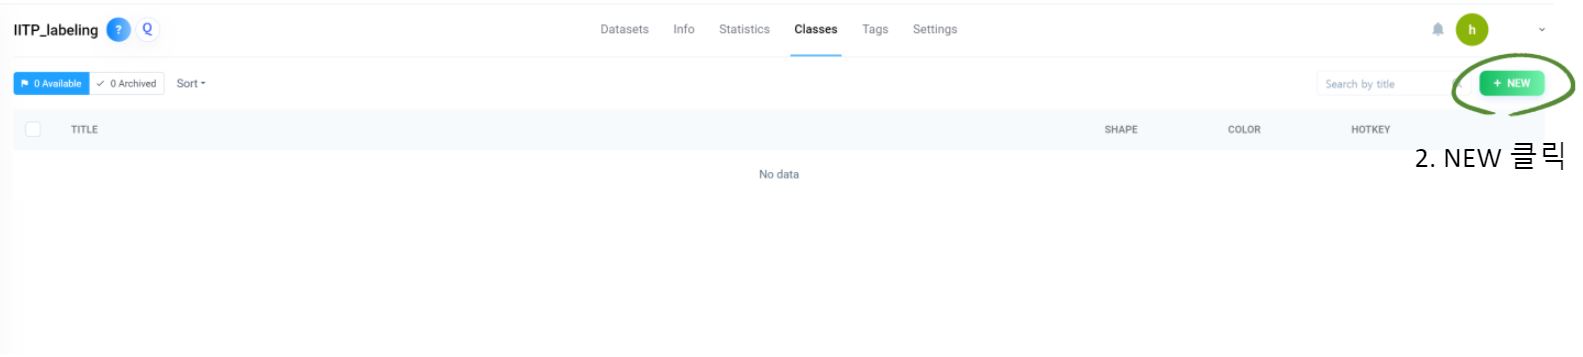 IITP_labeling ? Q Datasets Info Statistics Classes Tags Settings h
0 Available 0 Archived Sort Search by title + NEW
TITLE SHAPE COLOR HOTKEY
2. NEW 클릭
No data